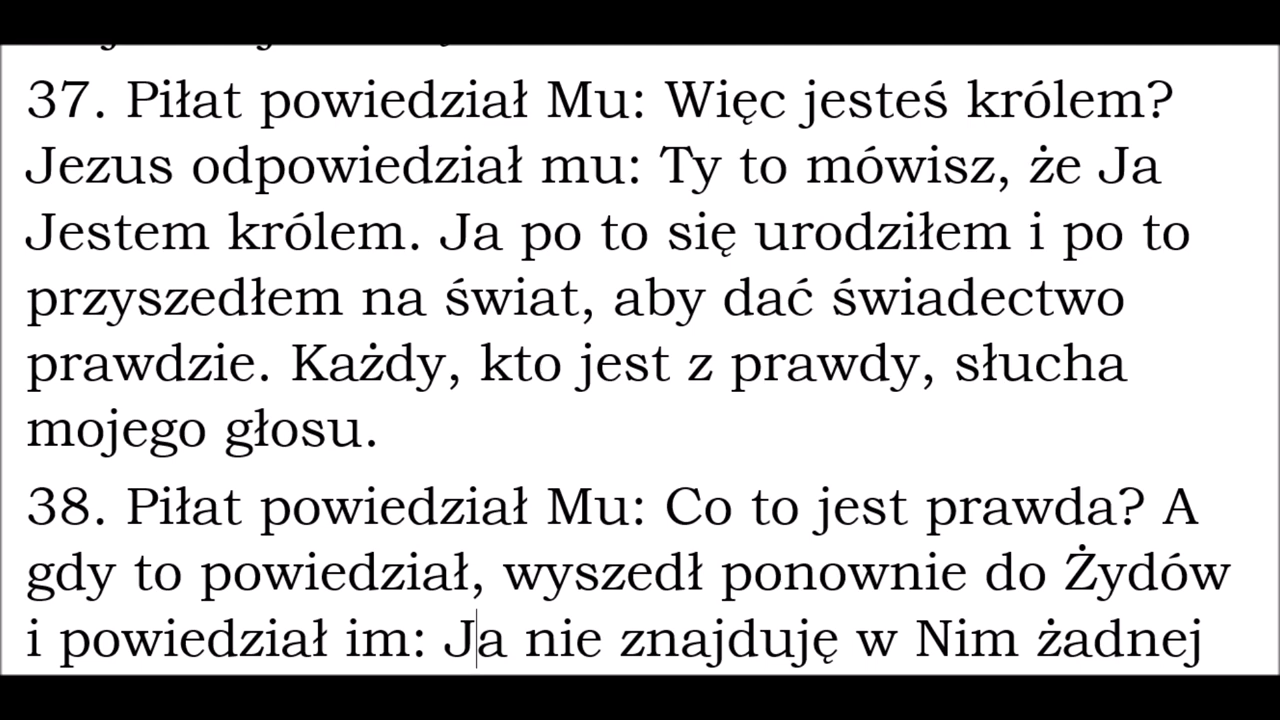 37. Piłat powiedział Mu: Więc jesteś królem?
Jezus odpowiedział mu: Ty to mówisz, że Ja
Jestem królem. Ja po to się urodziłem i po to
przyszedłem na świat, aby dać świadectwo
prawdzie. Każdy, kto jest z prawdy, słucha
mojego głosu.
38. Piłat powiedział Mu: Co to jest prawda? A
gdy to powiedział, wyszedł ponownie do Żydów
i powiedział im: Ja nie znajduję w Nim żadnej